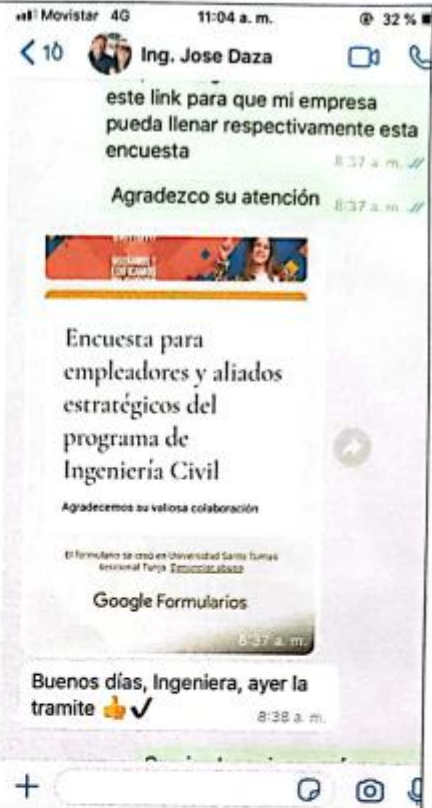 Movistar 4G 11:04 a. m. 32 %
10 Ing. Jose Daza
este link para que mi empresa
pueda llenar respectivamente esta
encuesta
8:37 a. m.
Agradezco su atención 8:37 a. m.
Encuesta para
empleadores y aliados
estratégicos del
programa de
Ingeniería Civil
Agradecemos su valiosa colaboración
El formulario se creó en Universidad Santo Tomas
seccional Tunja. Denunciar abuso
Google Formularios
8:37 a. m.
Buenos días, Ingeniera, ayer la
tramite 👍✓
8:38 a. m.